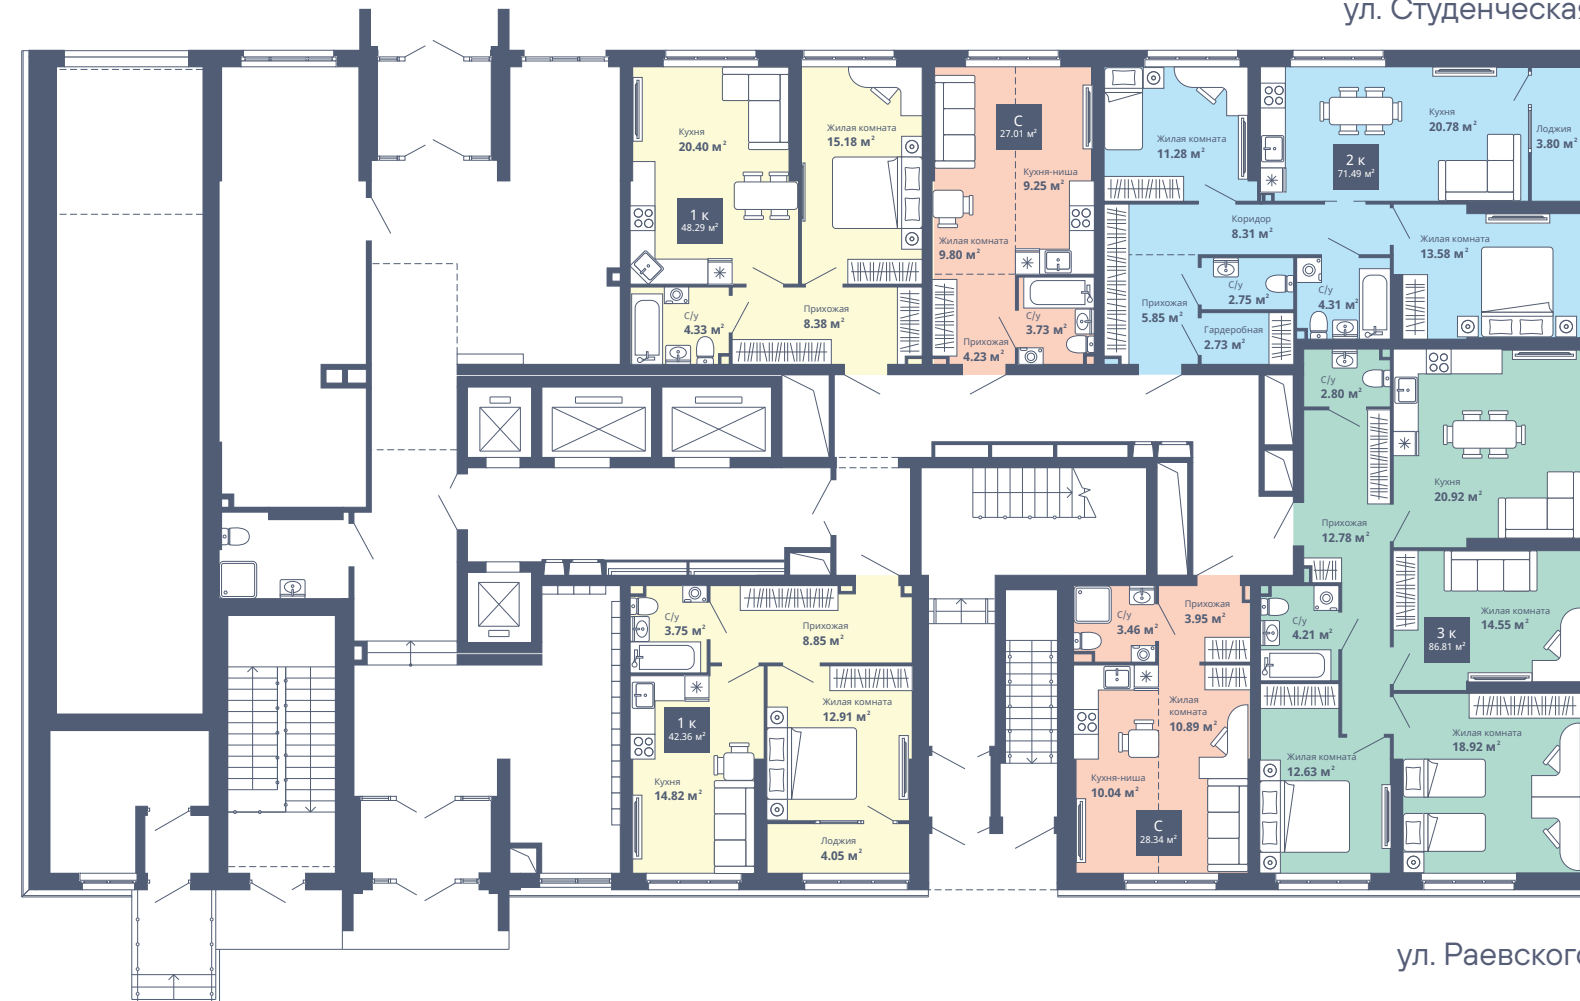 ул. Студенческая
Кухня
20.40 м²
Жилая комната
15.18 м²
1 к
48.29 м²
С/у
4.33 м²
Прихожая
8.38 м²
С
27.01 м²
Кухня-ниша
9.25 м²
Жилая комната
9.80 м²
С/у
3.73 м²
Прихожая
4.23 м²
Жилая комната
11.28 м²
Кухня
20.78 м²
Лоджия
3.80 м²
2 к
71.49 м²
Коридор
8.31 м²
Жилая комната
13.58 м²
С/у
2.75 м²
С/у
4.31 м²
Прихожая
5.85 м²
Гардеробная
2.73 м²
С/у
2.80 м²
Кухня
20.92 м²
Прихожая
12.78 м²
Жилая комната
14.55 м²
3 к
86.81 м²
С/у
4.21 м²
Жилая комната
18.92 м²
Жилая комната
12.63 м²
С/у
3.75 м²
Прихожая
8.85 м²
Жилая комната
12.91 м²
1 к
42.36 м²
Кухня
14.82 м²
Лоджия
4.05 м²
С/у
3.46 м²
Прихожая
3.95 м²
Жилая
комната
10.89 м²
Кухня-ниша
10.04 м²
С
28.34 м²
ул. Раевского